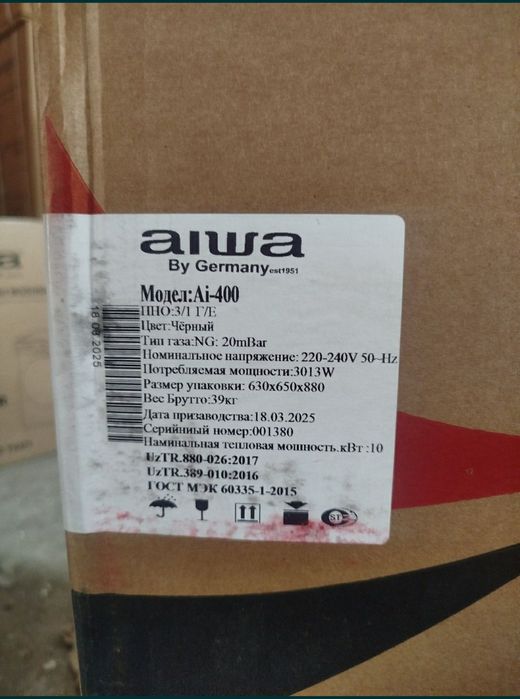 aiwa
By Germany est1951
Модел:Ai-400
ПНО:3/1 Г/Е
Цвет:Чёрный
Тип газа:NG: 20mBar
Номинальное напряжение: 220-240V 50~Hz
Потребляемая мощности:3013W
Размер упаковки: 630x650x880
Вес Брутто:39кг
Дата призаводства:18.03.2025
Серийный номер:001380
Наминальная тепловая мощность.кВт :10
UzTR.880-026:2017
UzTR.389-010:2016
ГОСТ МЭК 60335-1-2015
18 03 2025